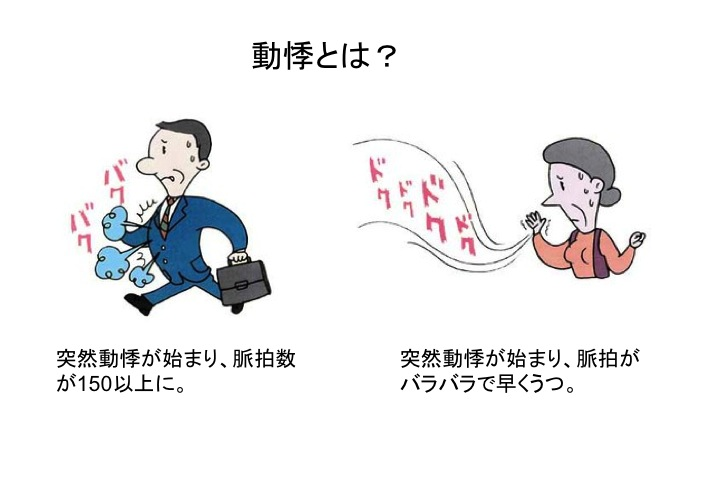 動悸とは？
バク
バク
ドク
ドク
ドク
ドク
突然動悸が始まり、脈拍数
が150以上に。
突然動悸が始まり、脈拍が
バラバラで早くうつ。